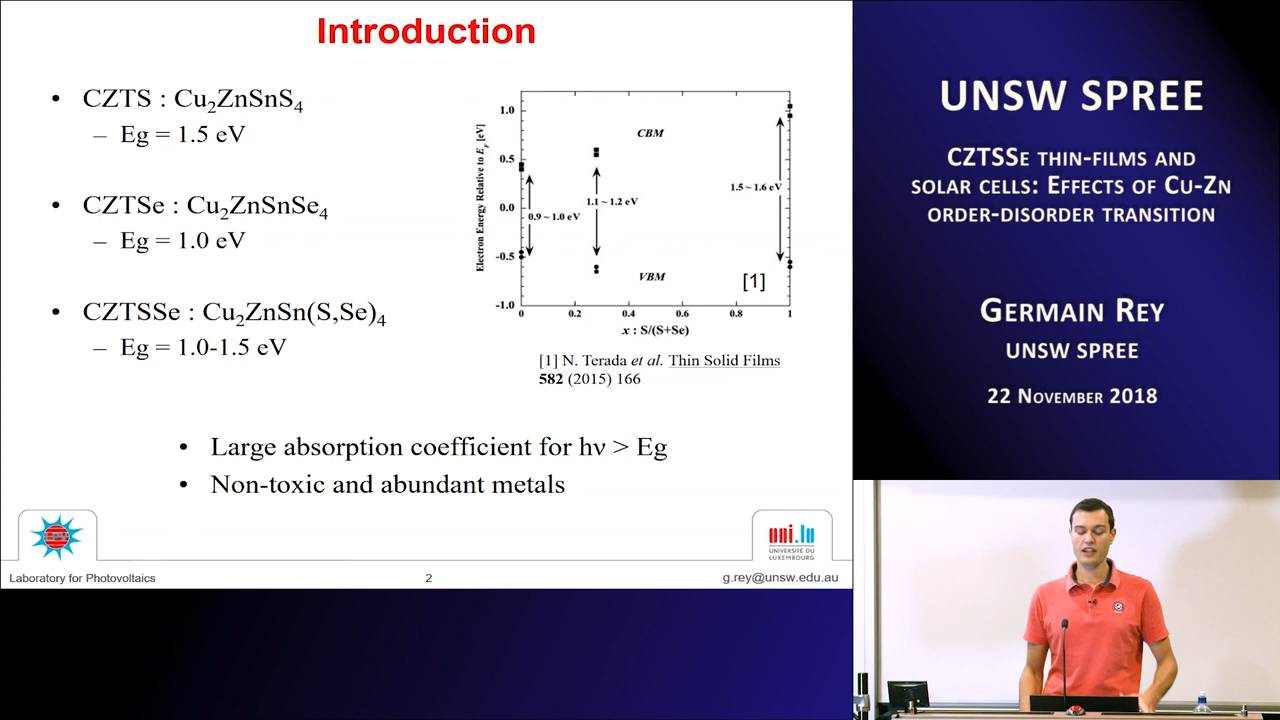 Introduction
• CZTS : Cu₂ZnSnS₄
– Eg = 1.5 eV
• CZTSe : Cu₂ZnSnSe₄
– Eg = 1.0 eV
• CZTSSe : Cu₂ZnSn(S,Se)₄
– Eg = 1.0-1.5 eV
Electron Energy Relative to E_F [eV]
1.0
0.5
0.0
-0.5
-1.0
CBM
0.9 ~ 1.0 eV
1.1 ~ 1.2 eV
1.5 ~ 1.6 eV
VBM
[1]
0 0.2 0.4 0.6 0.8 1
x : S/(S+Se)
[1] N. Terada et al. Thin Solid Films
582 (2015) 166
• Large absorption coefficient for hν > Eg
• Non-toxic and abundant metals
uni.lu
UNIVERSITÉ DU
LUXEMBOURG
Laboratory for Photovoltaics
2
g.rey@unsw.edu.au
UNSW SPREE
CZTSSe THIN-FILMS AND
SOLAR CELLS: EFFECTS OF CU-ZN
ORDER-DISORDER TRANSITION
GERMAIN REY
UNSW SPREE
22 NOVEMBER 2018